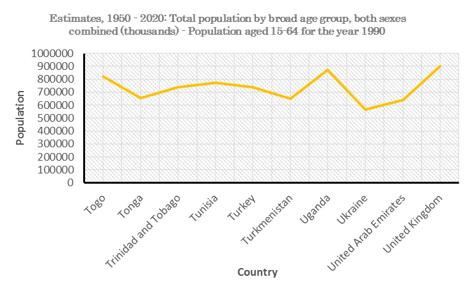 Estimates, 1950 - 2020: Total population by broad age group, both sexes
combined (thousands) - Population aged 15-64 for the year 1990
1000000
900000
800000
700000
600000
500000
400000
300000
200000
100000
0
Population
Togo
Tonga
Trinidad and Tobago
Tunisia
Turkey
Turkmenistan
Uganda
Ukraine
United Arab Emirates
United Kingdom
Country